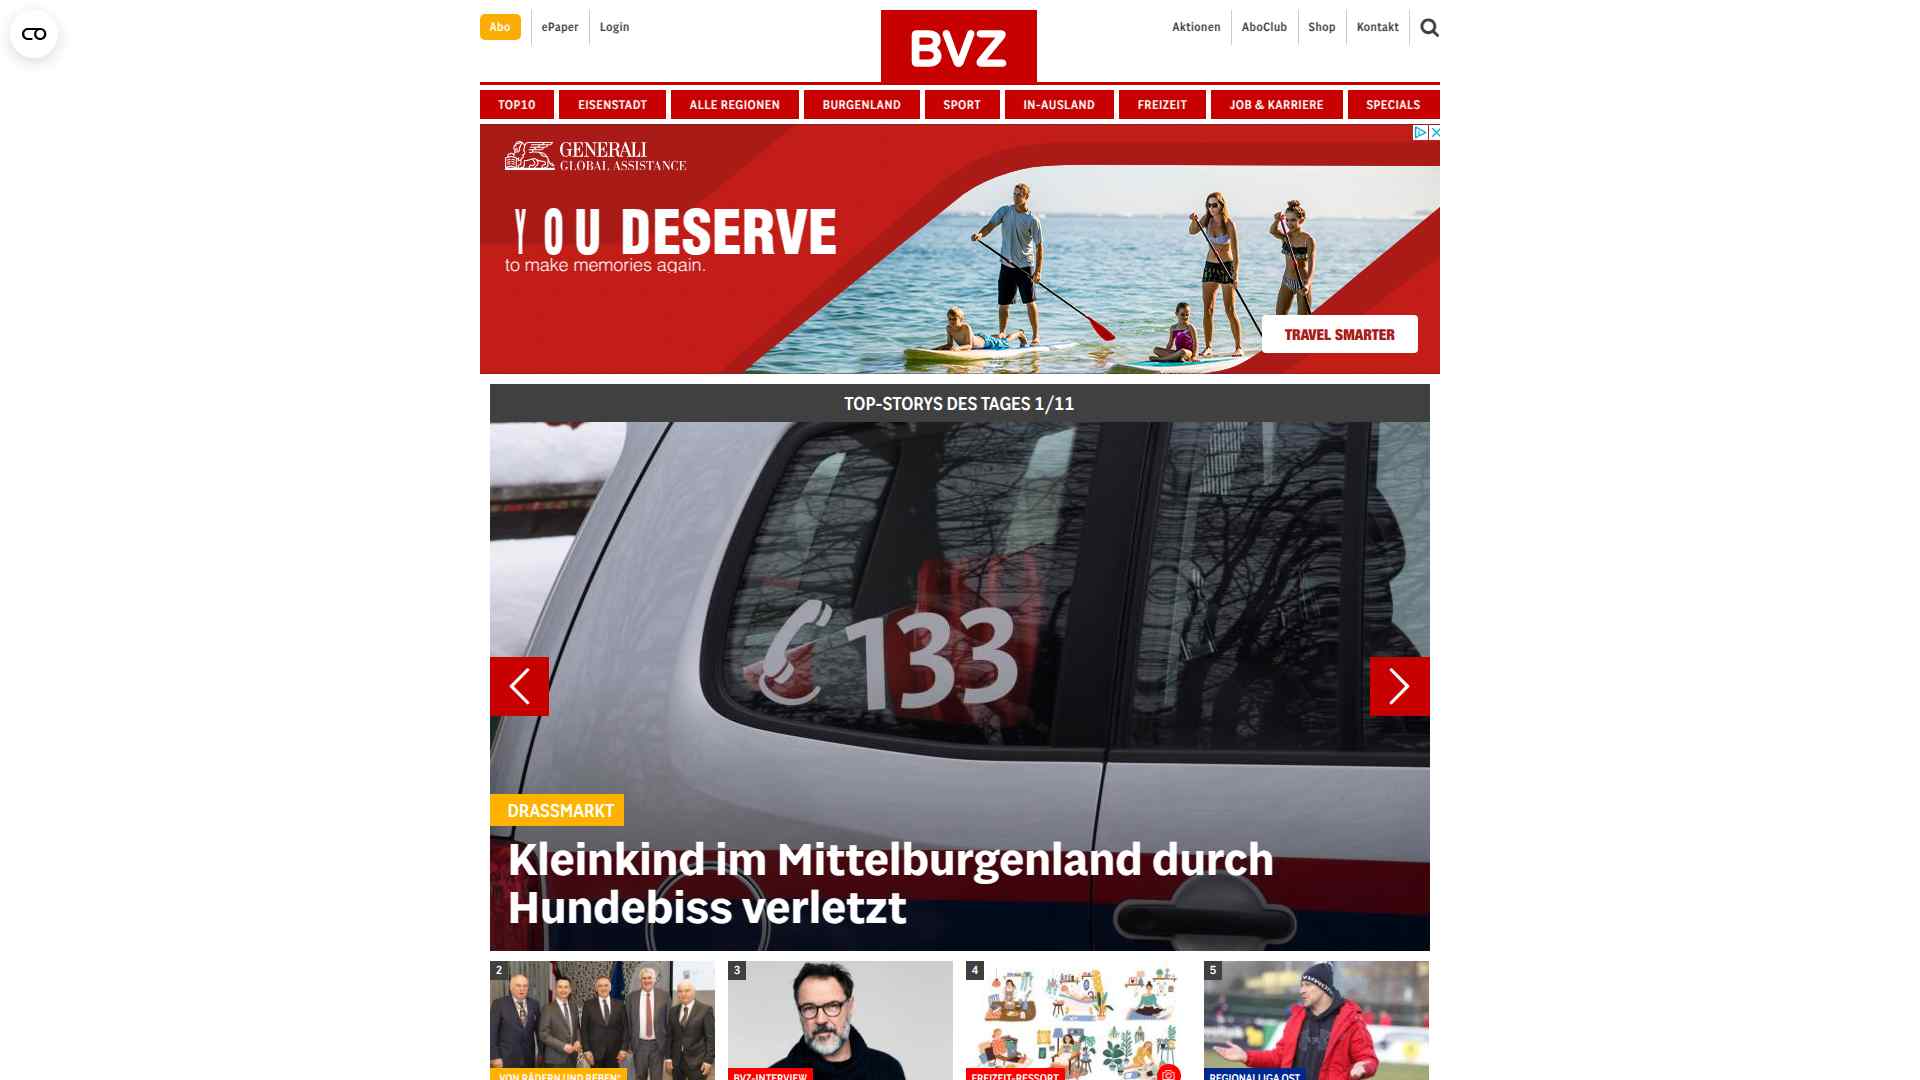 Abo
ePaper
Login
BVZ
Aktionen
AboClub
Shop
Kontakt
TOP10
EISENSTADT
ALLE REGIONEN
BURGENLAND
SPORT
IN-AUSLAND
FREIZEIT
JOB & KARRIERE
SPECIALS
GENERALI
GLOBAL ASSISTANCE
YOU DESERVE
to make memories again.
TRAVEL SMARTER
TOP-STORYS DES TAGES 1/11
133
DRASSMARKT
Kleinkind im Mittelburgenland durch
Hundebiss verletzt
2
3
4
5
„VON RÄDERN UND REBEN“
BVZ-INTERVIEW
FREIZEIT-RESSORT
REGIONALLIGA OST